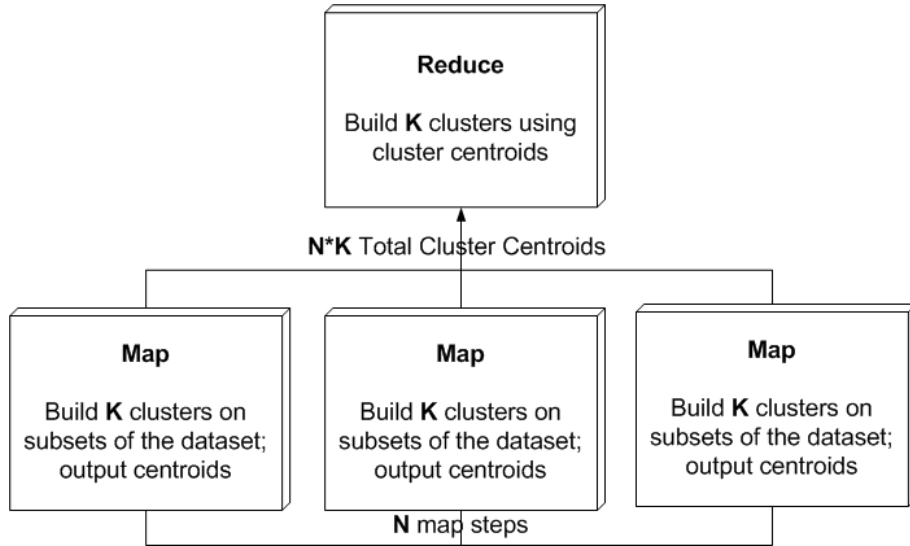 Reduce
Build K clusters using
cluster centroids
N*K Total Cluster Centroids
Map
Build K clusters on
subsets of the dataset;
output centroids
Map
Build K clusters on
subsets of the dataset;
output centroids
Map
Build K clusters on
subsets of the dataset;
output centroids
N map steps